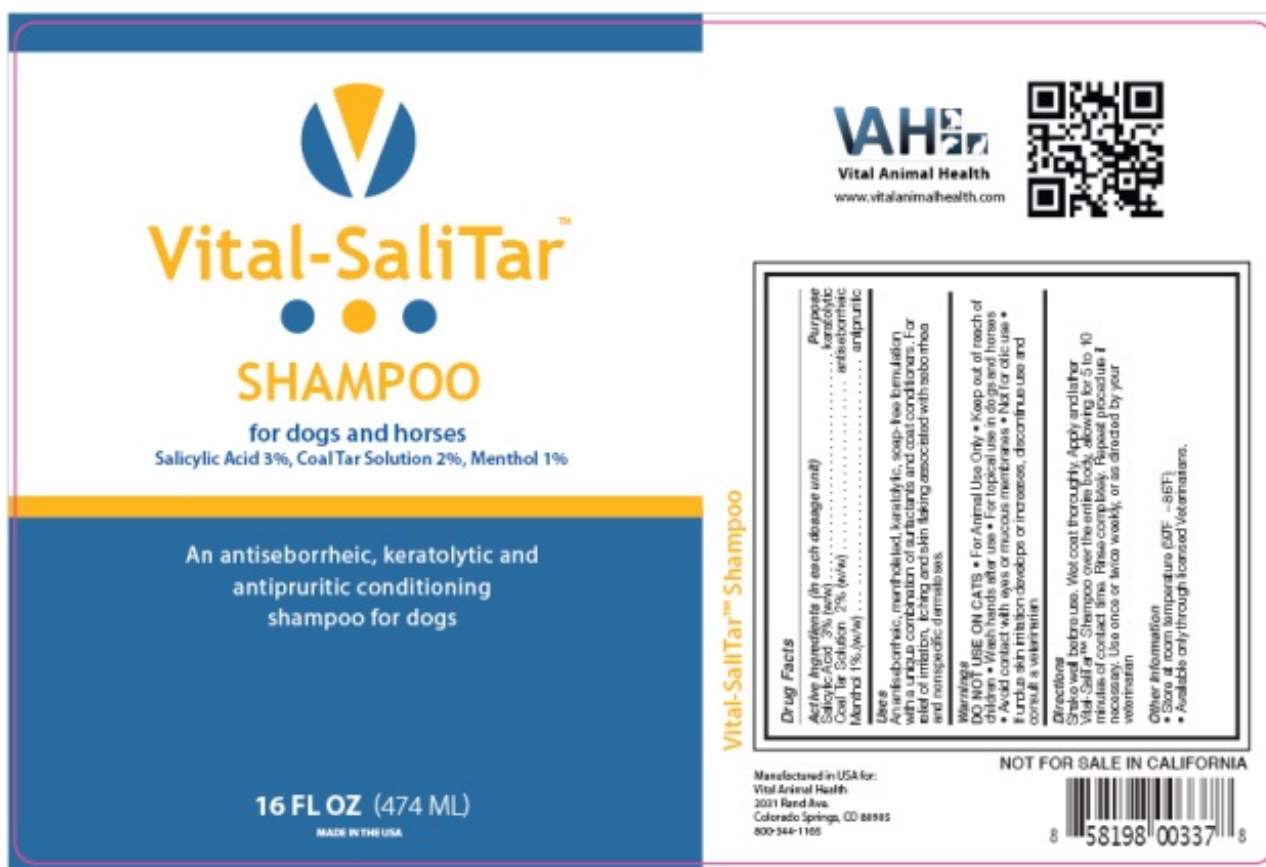 Vital-SaliTar™
SHAMPOO
for dogs and horses
Salicylic Acid 3%, Coal Tar Solution 2%, Menthol 1%
An antiseborrheic, keratolytic and
antipruritic conditioning
shampoo for dogs
16 FL OZ (474 ML)
MADE IN THE USA
VAH
Vital Animal Health
www.vitalanimalhealth.com
Vital-SaliTar™ Shampoo
Drug Facts
Active Ingredients (in each dosage unit) Purpose
Salicylic Acid 3% (w/w) . . . . . . . . . . . . . . . . . . . . . . . . keratolytic
Coal Tar Solution 2% (w/w) . . . . . . . . . . . . . . . . . antiseborrheic
Menthol 1% (w/w) . . . . . . . . . . . . . . . . . . . . . . . . . . . antipruritic
Uses
An antiseborrheic, mentholated, keratolytic, soap-free formulation
with a unique combination of surfactants and coat conditioners. For
relief of irritation, itching and skin flaking associated with seborrhea
and nonspecific dermatoses.
Warnings
DO NOT USE ON CATS • For Animal Use Only • Keep out of reach of
children • Wash hands after use • For topical use in dogs and horses
• Avoid contact with eyes or mucous membranes • Not for otic use •
If undue skin irritation develops or increases, discontinue use and
consult a veterinarian
Directions
Shake well before use. Wet coat thoroughly. Apply and lather
Vital-SaliTar™ Shampoo over the entire body, allowing for 5 to 10
minutes of contact time. Rinse completely. Repeat procedure if
necessary. Use once or twice weekly, or as directed by your
veterinarian
Other Information
• Store at room temperature
• Available only through licensed Veterinarians.
NOT FOR SALE IN CALIFORNIA
Manufactured in USA for:
Vital Animal Health
2031 Rand Ave.
Colorado Springs, CO 80905
800-344-1165
8 58198 00337 8